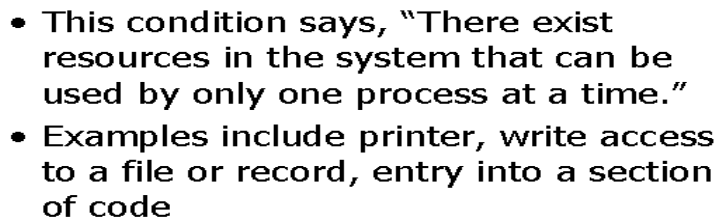 • This condition says, “There exist
resources in the system that can be
used by only one process at a time.”
• Examples include printer, write access
to a file or record, entry into a section
of code